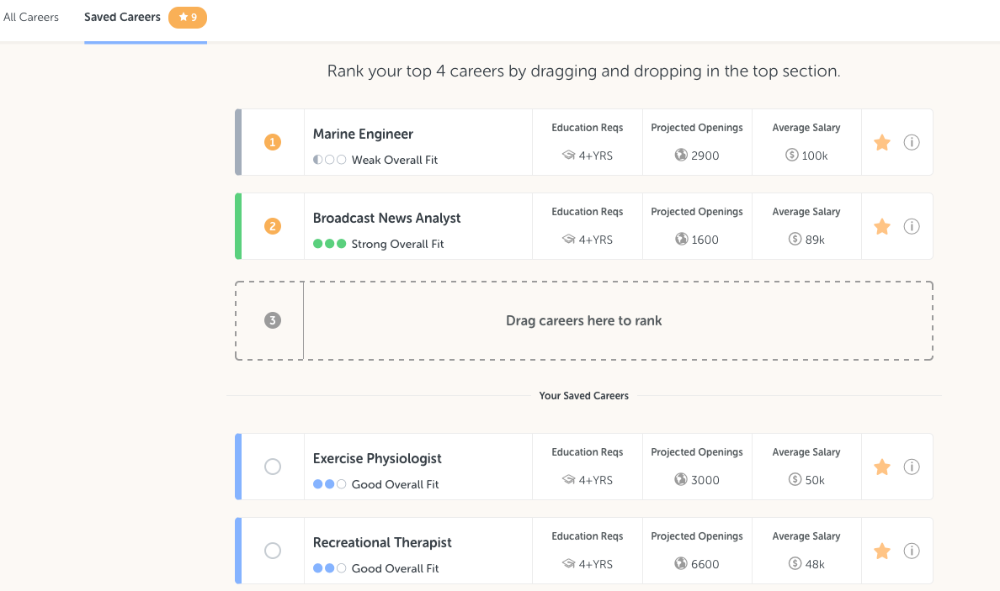 All Careers Saved Careers 9
Rank your top 4 careers by dragging and dropping in the top section.
1 Marine Engineer Education Reqs Projected Openings Average Salary
Weak Overall Fit 4+YRS 2900 100k
2 Broadcast News Analyst Education Reqs Projected Openings Average Salary
Strong Overall Fit 4+YRS 1600 89k
3 Drag careers here to rank
Your Saved Careers
Exercise Physiologist Education Reqs Projected Openings Average Salary
Good Overall Fit 4+YRS 3000 50k
Recreational Therapist Education Reqs Projected Openings Average Salary
Good Overall Fit 4+YRS 6600 48k